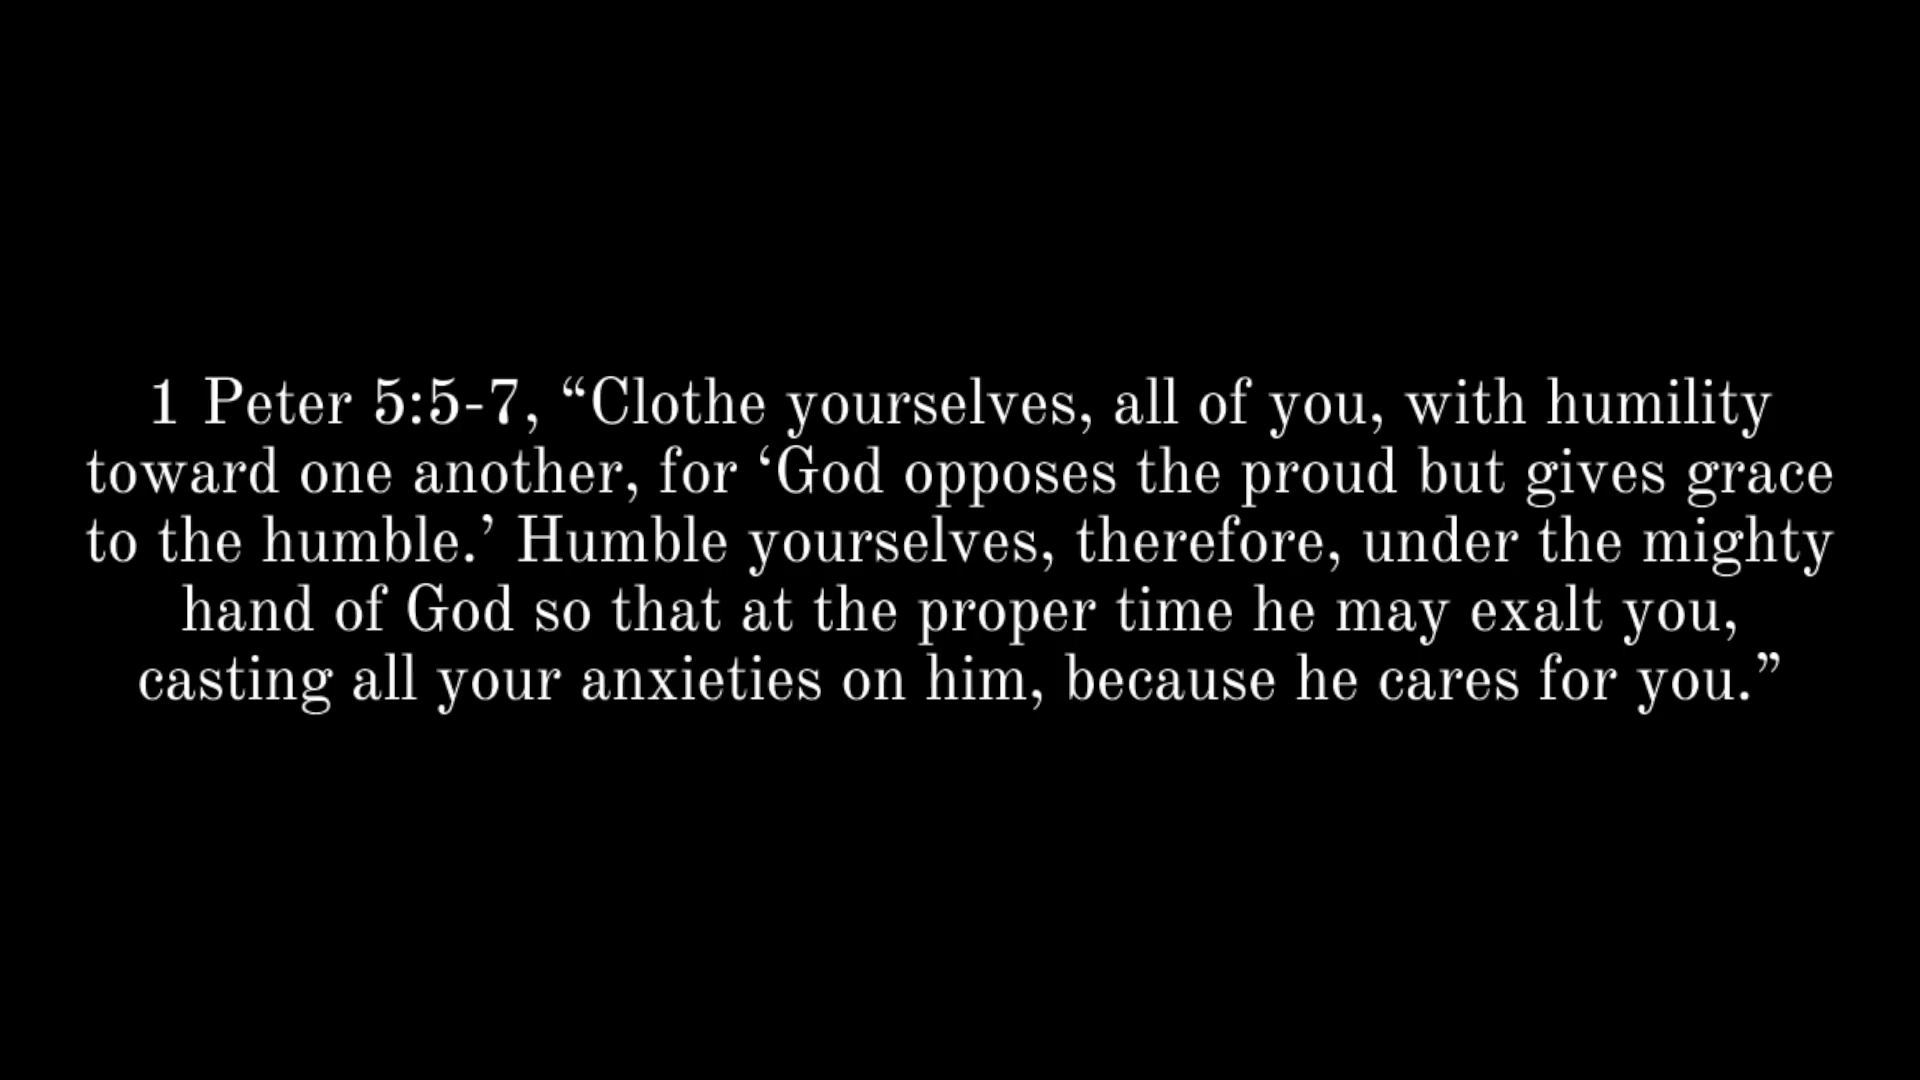 1 Peter 5:5-7, “Clothe yourselves, all of you, with humility
toward one another, for ‘God opposes the proud but gives grace
to the humble.’ Humble yourselves, therefore, under the mighty
hand of God so that at the proper time he may exalt you,
casting all your anxieties on him, because he cares for you.”